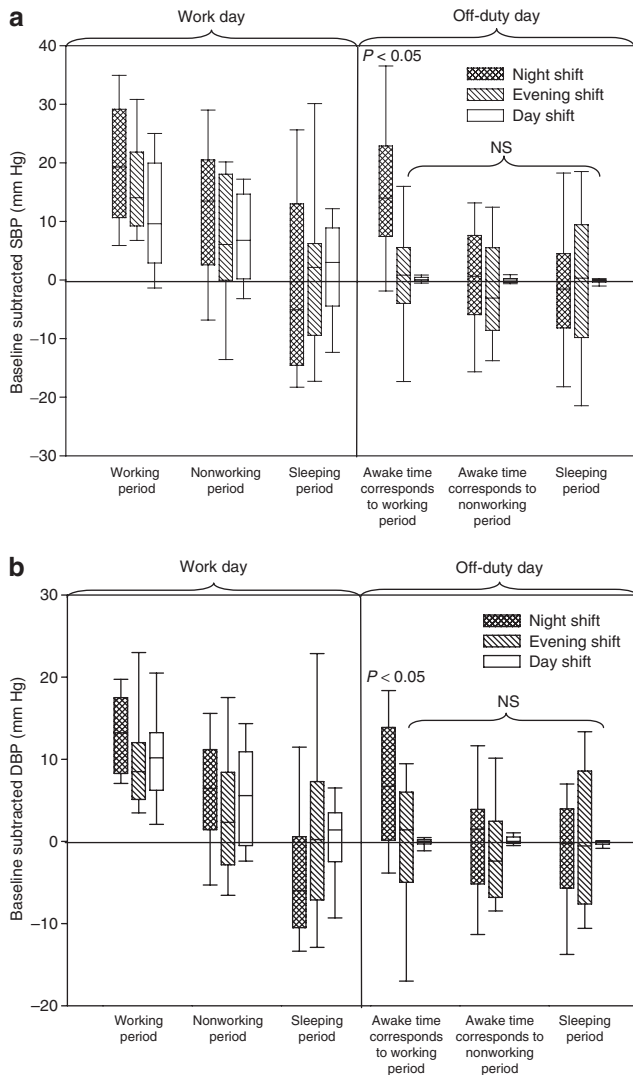 a
Work day
Off-duty day
40
30
20
10
0
−10
−20
−30
Baseline subtracted SBP (mm Hg)
P < 0.05
Night shift
Evening shift
Day shift
NS
Working
period
Nonworking
period
Sleeping
period
Awake time
corresponds
to working
period
Awake time
corresponds to
nonworking
period
Sleeping
period
b
Work day
Off-duty day
30
20
10
0
−10
−20
Baseline subtracted DBP (mm Hg)
P < 0.05
Night shift
Evening shift
Day shift
NS
Working
period
Nonworking
period
Sleeping
period
Awake time
corresponds
to working
period
Awake time
corresponds to
nonworking
period
Sleeping
period